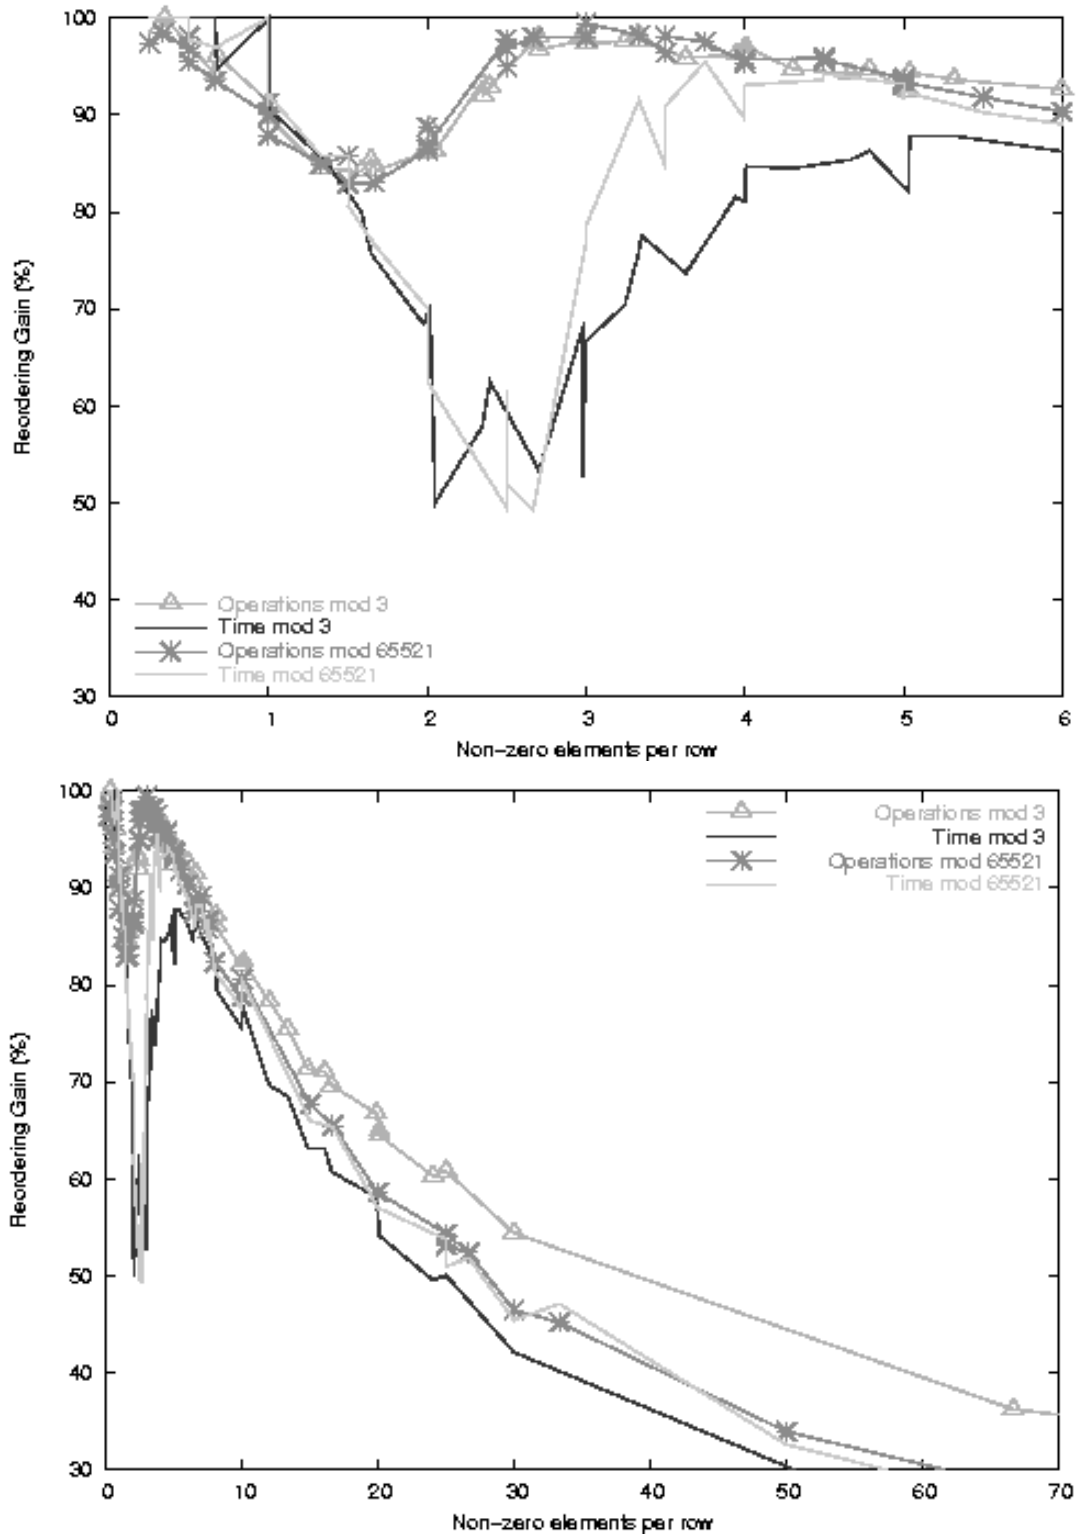 100
90
80
70
60
50
40
30
Reordering Gain (%)
Operations mod 3
Time mod 3
Operations mod 65521
Time mod 65521
0 1 2 3 4 5 6
Non-zero elements per row
100
90
80
70
60
50
40
30
Reordering Gain (%)
Operations mod 3
Time mod 3
Operations mod 65521
Time mod 65521
0 10 20 30 40 50 60 70
Non-zero elements per row